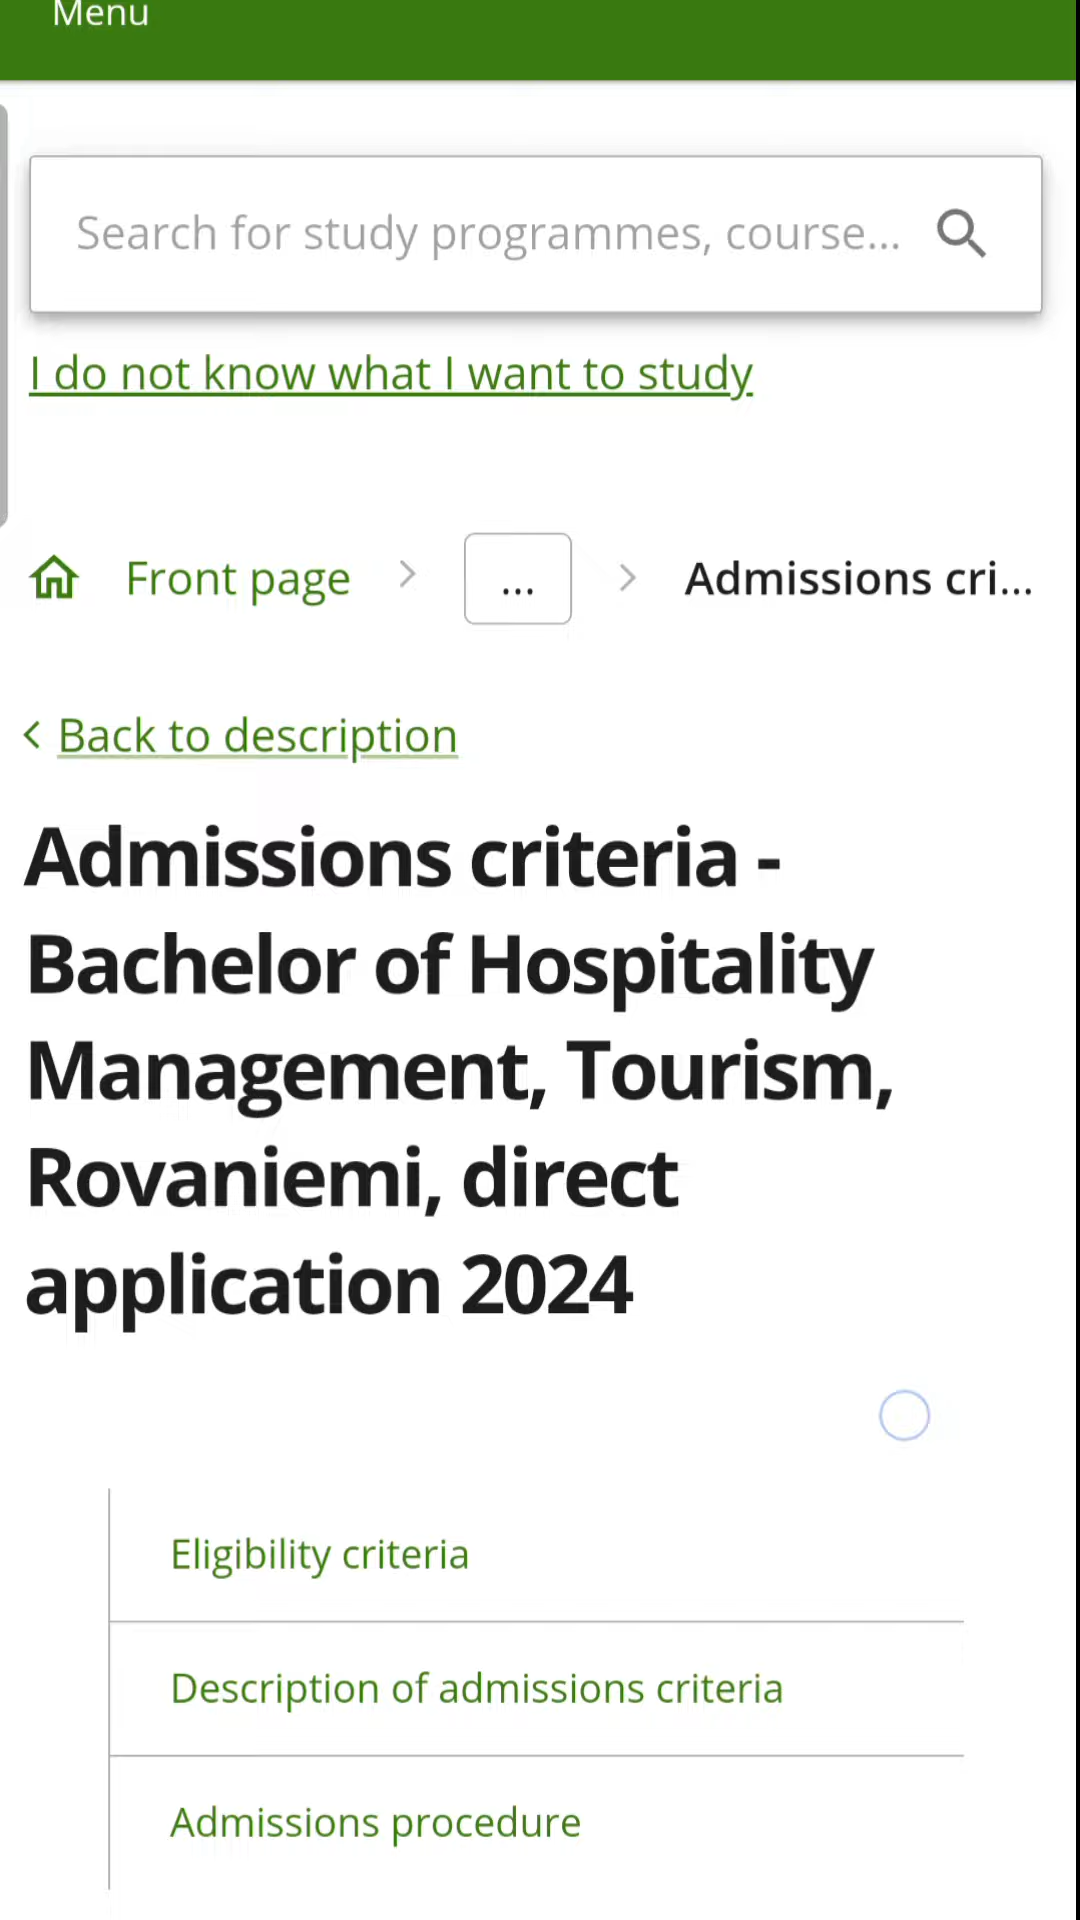 Menu
Search for study programmes, course...
I do not know what I want to study
Front page > ... > Admissions cri...
< Back to description
Admissions criteria -
Bachelor of Hospitality
Management, Tourism,
Rovaniemi, direct
application 2024
Eligibility criteria
Description of admissions criteria
Admissions procedure